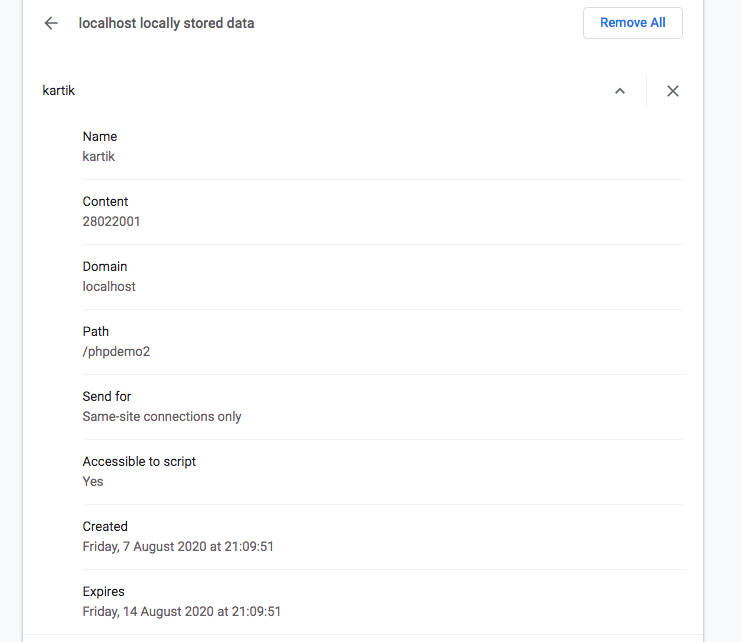 localhost locally stored data
Remove All
kartik
Name
kartik
Content
28022001
Domain
localhost
Path
/phpdemo2
Send for
Same-site connections only
Accessible to script
Yes
Created
Friday, 7 August 2020 at 21:09:51
Expires
Friday, 14 August 2020 at 21:09:51